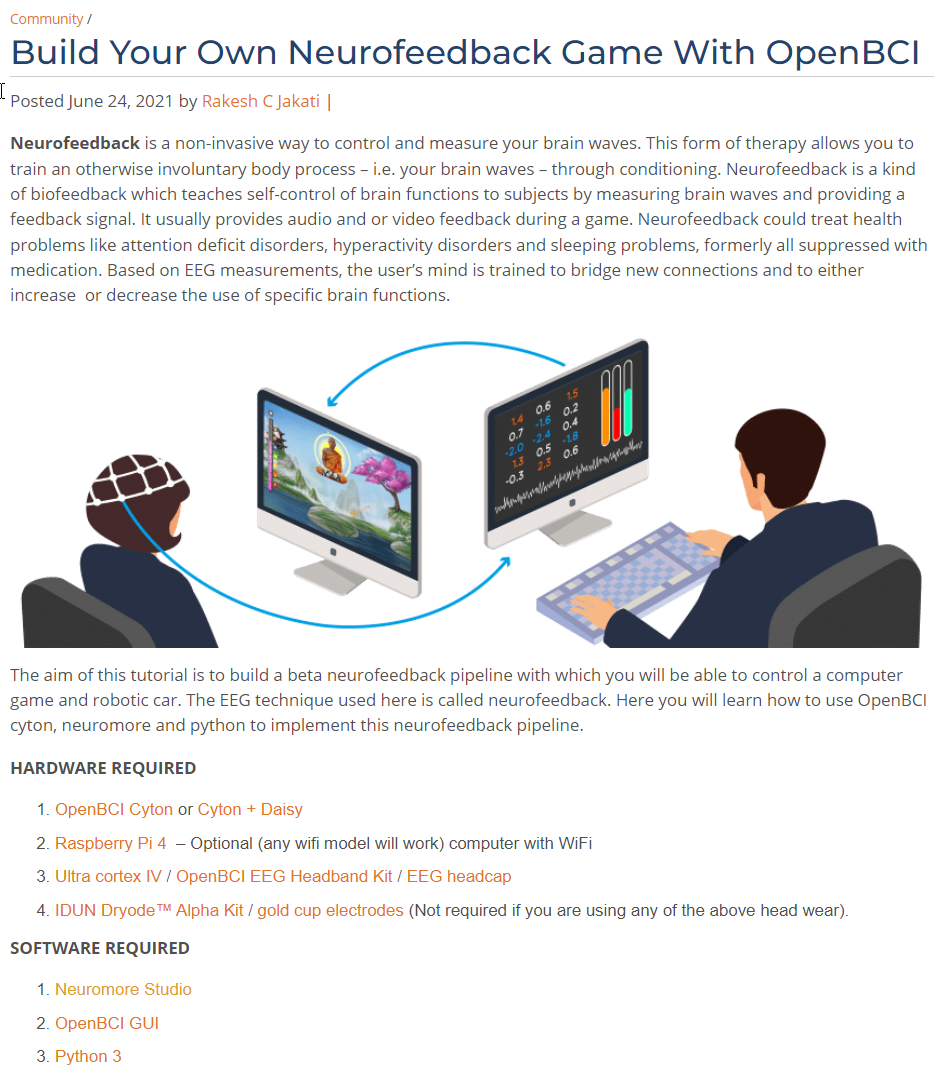 Community /
Build Your Own Neurofeedback Game With OpenBCI
Posted June 24, 2021 by Rakesh C Jakati |
Neurofeedback is a non-invasive way to control and measure your brain waves. This form of therapy allows you to
train an otherwise involuntary body process – i.e. your brain waves – through conditioning. Neurofeedback is a kind
of biofeedback which teaches self-control of brain functions to subjects by measuring brain waves and providing a
feedback signal. It usually provides audio and or video feedback during a game. Neurofeedback could treat health
problems like attention deficit disorders, hyperactivity disorders and sleeping problems, formerly all suppressed with
medication. Based on EEG measurements, the user’s mind is trained to bridge new connections and to either
increase  or decrease the use of specific brain functions.
1.4 0.6 1.5
0.7 -1.6 0.2
-2.0 -2.4 0.4
1.3 0.5 -1.8
-0.3 2.3 0.6
The aim of this tutorial is to build a beta neurofeedback pipeline with which you will be able to control a computer
game and robotic car. The EEG technique used here is called neurofeedback. Here you will learn how to use OpenBCI
cyton, neuromore and python to implement this neurofeedback pipeline.
HARDWARE REQUIRED
1. OpenBCI Cyton or Cyton + Daisy
2. Raspberry Pi 4  – Optional (any wifi model will work) computer with WiFi
3. Ultra cortex IV / OpenBCI EEG Headband Kit / EEG headcap
4. IDUN Dryode™ Alpha Kit / gold cup electrodes (Not required if you are using any of the above head wear).
SOFTWARE REQUIRED
1. Neuromore Studio
2. OpenBCI GUI
3. Python 3